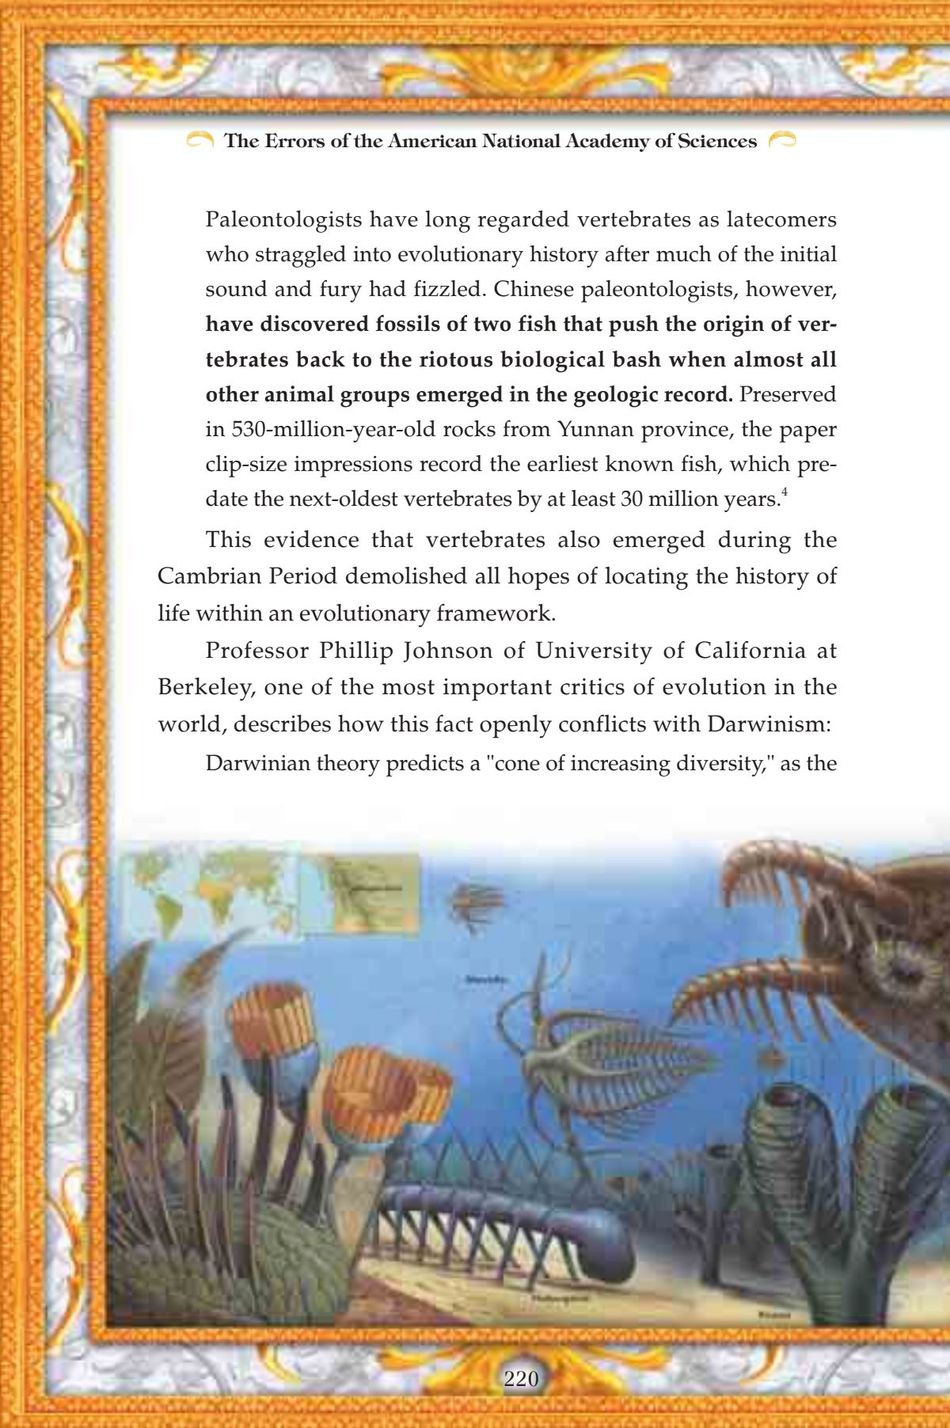 The Errors of the American National Academy of Sciences
Paleontologists have long regarded vertebrates as latecomers
who straggled into evolutionary history after much of the initial
sound and fury had fizzled. Chinese paleontologists, however,
have discovered fossils of two fish that push the origin of ver-
tebrates back to the riotous biological bash when almost all
other animal groups emerged in the geologic record. Preserved
in 530-million-year-old rocks from Yunnan province, the paper
clip-size impressions record the earliest known fish, which pre-
date the next-oldest vertebrates by at least 30 million years.4
This evidence that vertebrates also emerged during the
Cambrian Period demolished all hopes of locating the history of
life within an evolutionary framework.
Professor Phillip Johnson of University of California at
Berkeley, one of the most important critics of evolution in the
world, describes how this fact openly conflicts with Darwinism:
Darwinian theory predicts a "cone of increasing diversity," as the
220